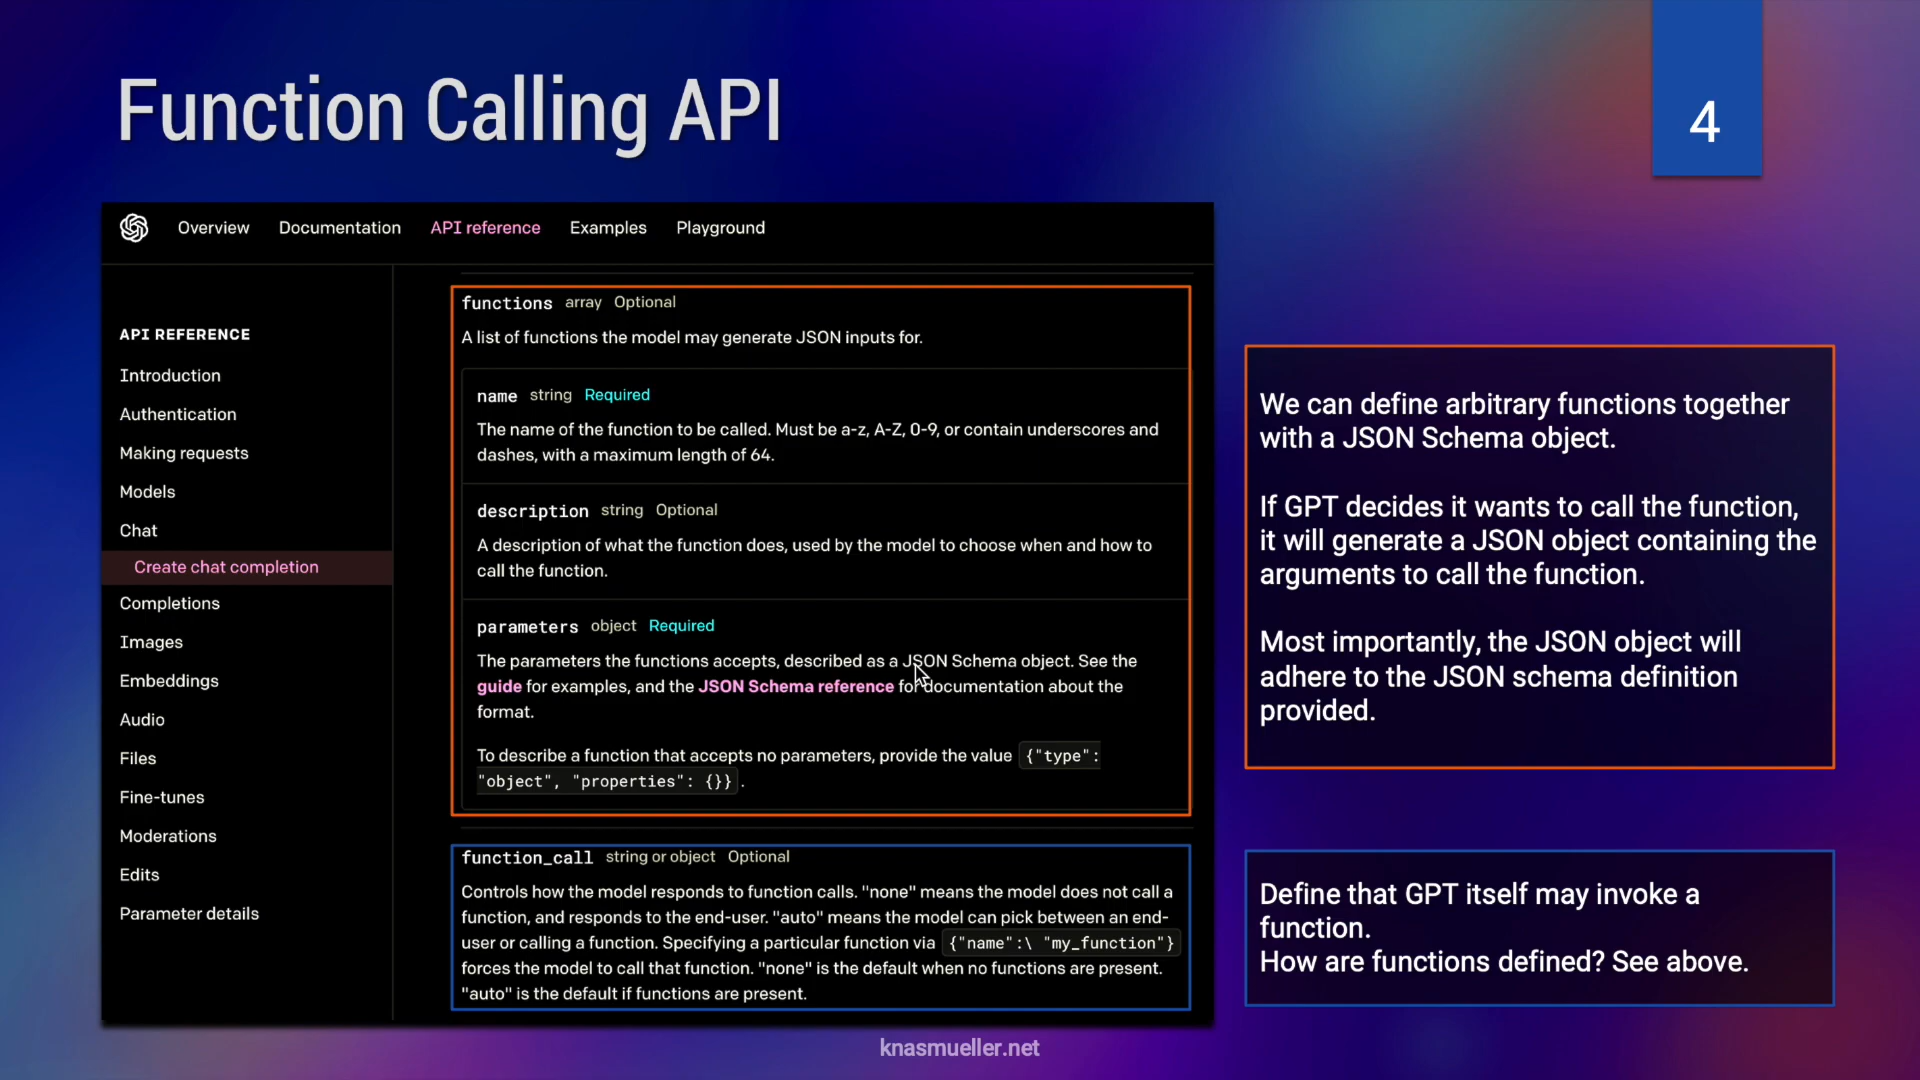 Function Calling API
4
Overview Documentation API reference Examples Playground
API REFERENCE
Introduction
Authentication
Making requests
Models
Chat
Create chat completion
Completions
Images
Embeddings
Audio
Files
Fine-tunes
Moderations
Edits
Parameter details
functions array Optional
A list of functions the model may generate JSON inputs for.
name string Required
The name of the function to be called. Must be a-z, A-Z, 0-9, or contain underscores and
dashes, with a maximum length of 64.
description string Optional
A description of what the function does, used by the model to choose when and how to
call the function.
parameters object Required
The parameters the functions accepts, described as a JSON Schema object. See the
guide for examples, and the JSON Schema reference for documentation about the
format.
To describe a function that accepts no parameters, provide the value {"type":
"object", "properties": {}} .
function_call string or object Optional
Controls how the model responds to function calls. "none" means the model does not call a
function, and responds to the end-user. "auto" means the model can pick between an end-
user or calling a function. Specifying a particular function via {"name":\ "my_function"}
forces the model to call that function. "none" is the default when no functions are present.
"auto" is the default if functions are present.
We can define arbitrary functions together
with a JSON Schema object.
If GPT decides it wants to call the function,
it will generate a JSON object containing the
arguments to call the function.
Most importantly, the JSON object will
adhere to the JSON schema definition
provided.
Define that GPT itself may invoke a
function.
How are functions defined? See above.
knasmueller.net